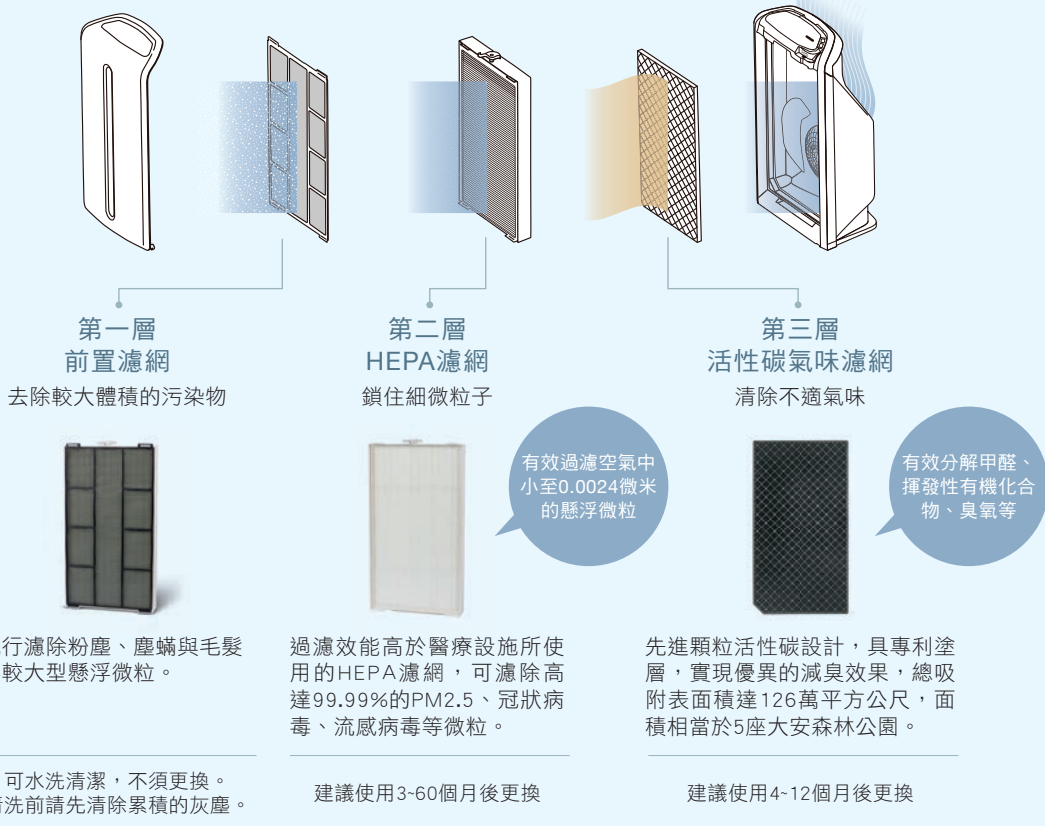 第一層
前置濾網
去除較大體積的污染物
行濾除粉塵、塵蟎與毛髮
較大型懸浮微粒。
可水洗清潔，不須更換。
洗前請先清除累積的灰塵。
第二層
HEPA濾網
鎖住細微粒子
有效過濾空氣中
小至0.0024微米
的懸浮微粒
過濾效能高於醫療設施所使
用的HEPA濾網，可濾除高
達99.99%的PM2.5、冠狀病
毒、流感病毒等微粒。
建議使用3~60個月後更換
第三層
活性碳氣味濾網
清除不適氣味
有效分解甲醛、
揮發性有機化合
物、臭氧等
先進顆粒活性碳設計，具專利塗
層，實現優異的減臭效果，總吸
附表面積達126萬平方公尺，面
積相當於5座大安森林公園。
建議使用4~12個月後更換